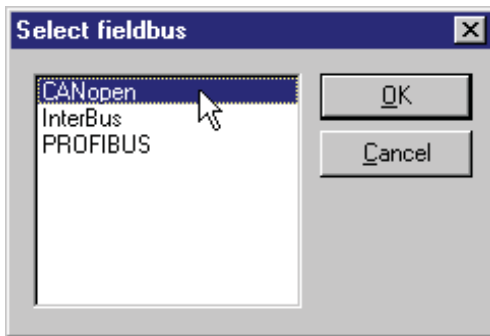 Select fieldbus
CANopen
InterBus
PROFIBUS
OK
Cancel